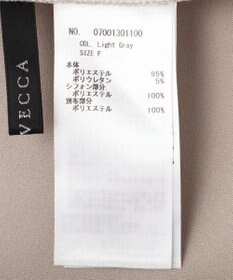 NO. 07001301100
COL. Light Gray
SIZE F
本体
ポリエステル 95%
ポリウレタン 5%
シフォン部分
ポリエステル 100%
別布部分
ポリエステル 100%
VECCA